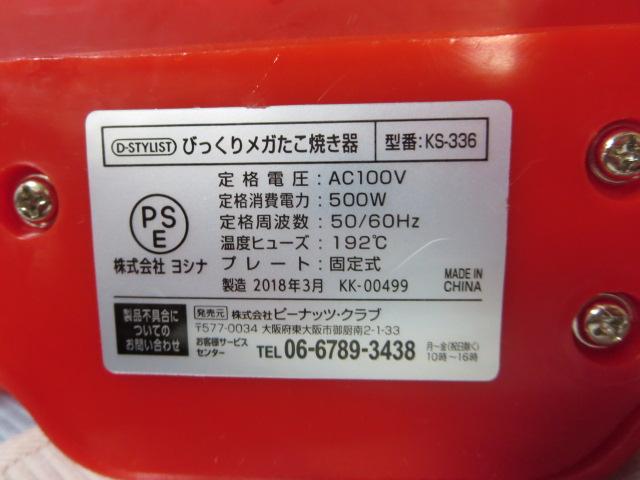 D-STYLIST びっくりメガたこ焼き器 型番:KS-336
定格電圧:AC100V
定格消費電力:500W
定格周波数:50/60Hz
温度ヒューズ:192℃
プレート:固定式
PSE
株式会社 ヨシナ
製造 2018年3月 KK-00499
MADE IN CHINA
製品不具合に
ついての
お問い合わせ
発売元 株式会社ピーナッツ・クラブ
〒577-0034 大阪府東大阪市御厨南2-1-33
お客様サービス
センター
TEL 06-6789-3438
月〜金(祝日除く)
10時〜16時